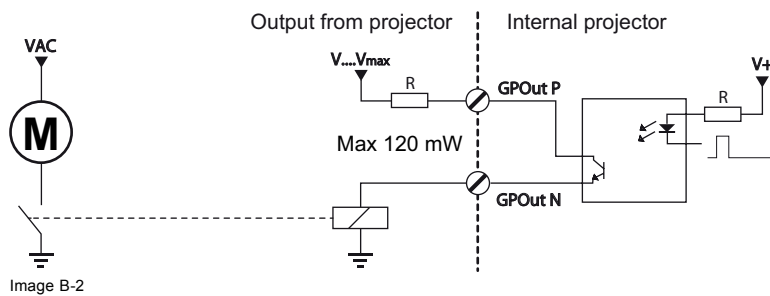 Output from projector
Internal projector
VAC
V....Vmax
V+
R
GPOut P
R
M
Max 120 mW
GPOut N
Image B-2